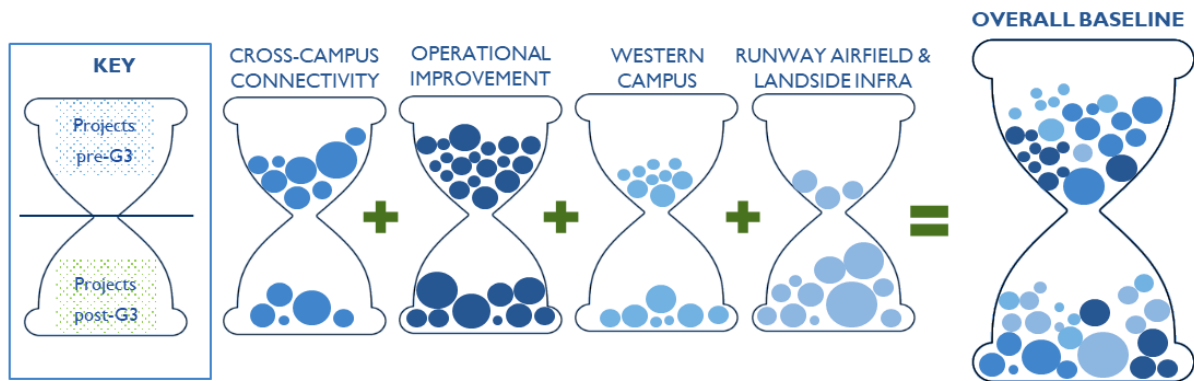 OVERALL BASELINE
KEY
CROSS-CAMPUS
CONNECTIVITY
OPERATIONAL
IMPROVEMENT
WESTERN
CAMPUS
RUNWAY AIRFIELD &
LANDSIDE INFRA
Projects
pre-G3
+
+
+
=
Projects
post-G3